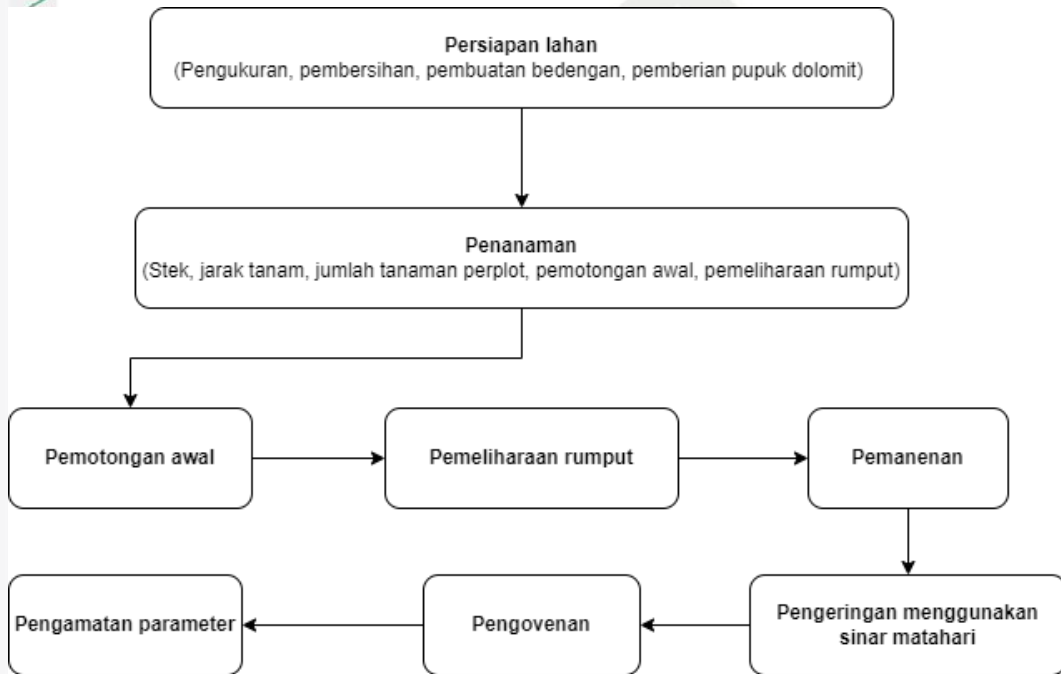 Persiapan lahan
(Pengukuran, pembersihan, pembuatan bedengan, pemberian pupuk dolomit)
Penanaman
(Stek, jarak tanam, jumlah tanaman perplot, pemotongan awal, pemeliharaan rumput)
Pemotongan awal
Pemeliharaan rumput
Pemanenan
Pengeringan menggunakan
sinar matahari
Pengovenan
Pengamatan parameter